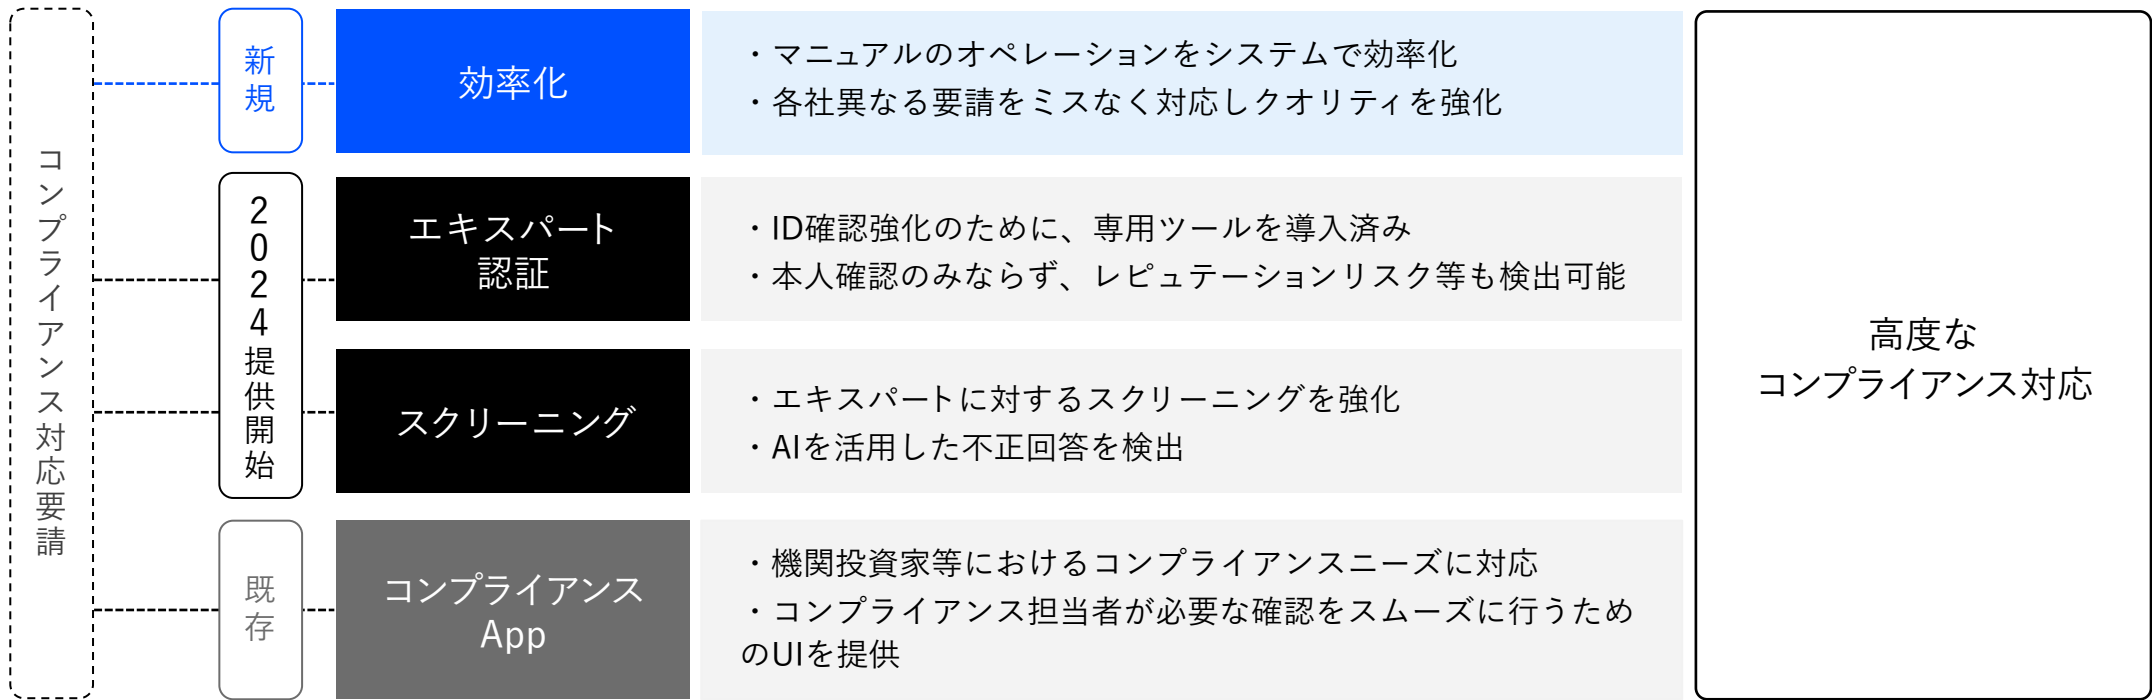 コンプライアンス対応要請
新規
効率化
・マニュアルのオペレーションをシステムで効率化
・各社異なる要請をミスなく対応しクオリティを強化
2024提供開始
エキスパート
認証
・ID確認強化のために、専用ツールを導入済み
・本人確認のみならず、レピュテーションリスク等も検出可能
スクリーニング
・エキスパートに対するスクリーニングを強化
・AIを活用した不正回答を検出
既存
コンプライアンス
App
・機関投資家等におけるコンプライアンスニーズに対応
・コンプライアンス担当者が必要な確認をスムーズに行うため
のUIを提供
高度な
コンプライアンス対応